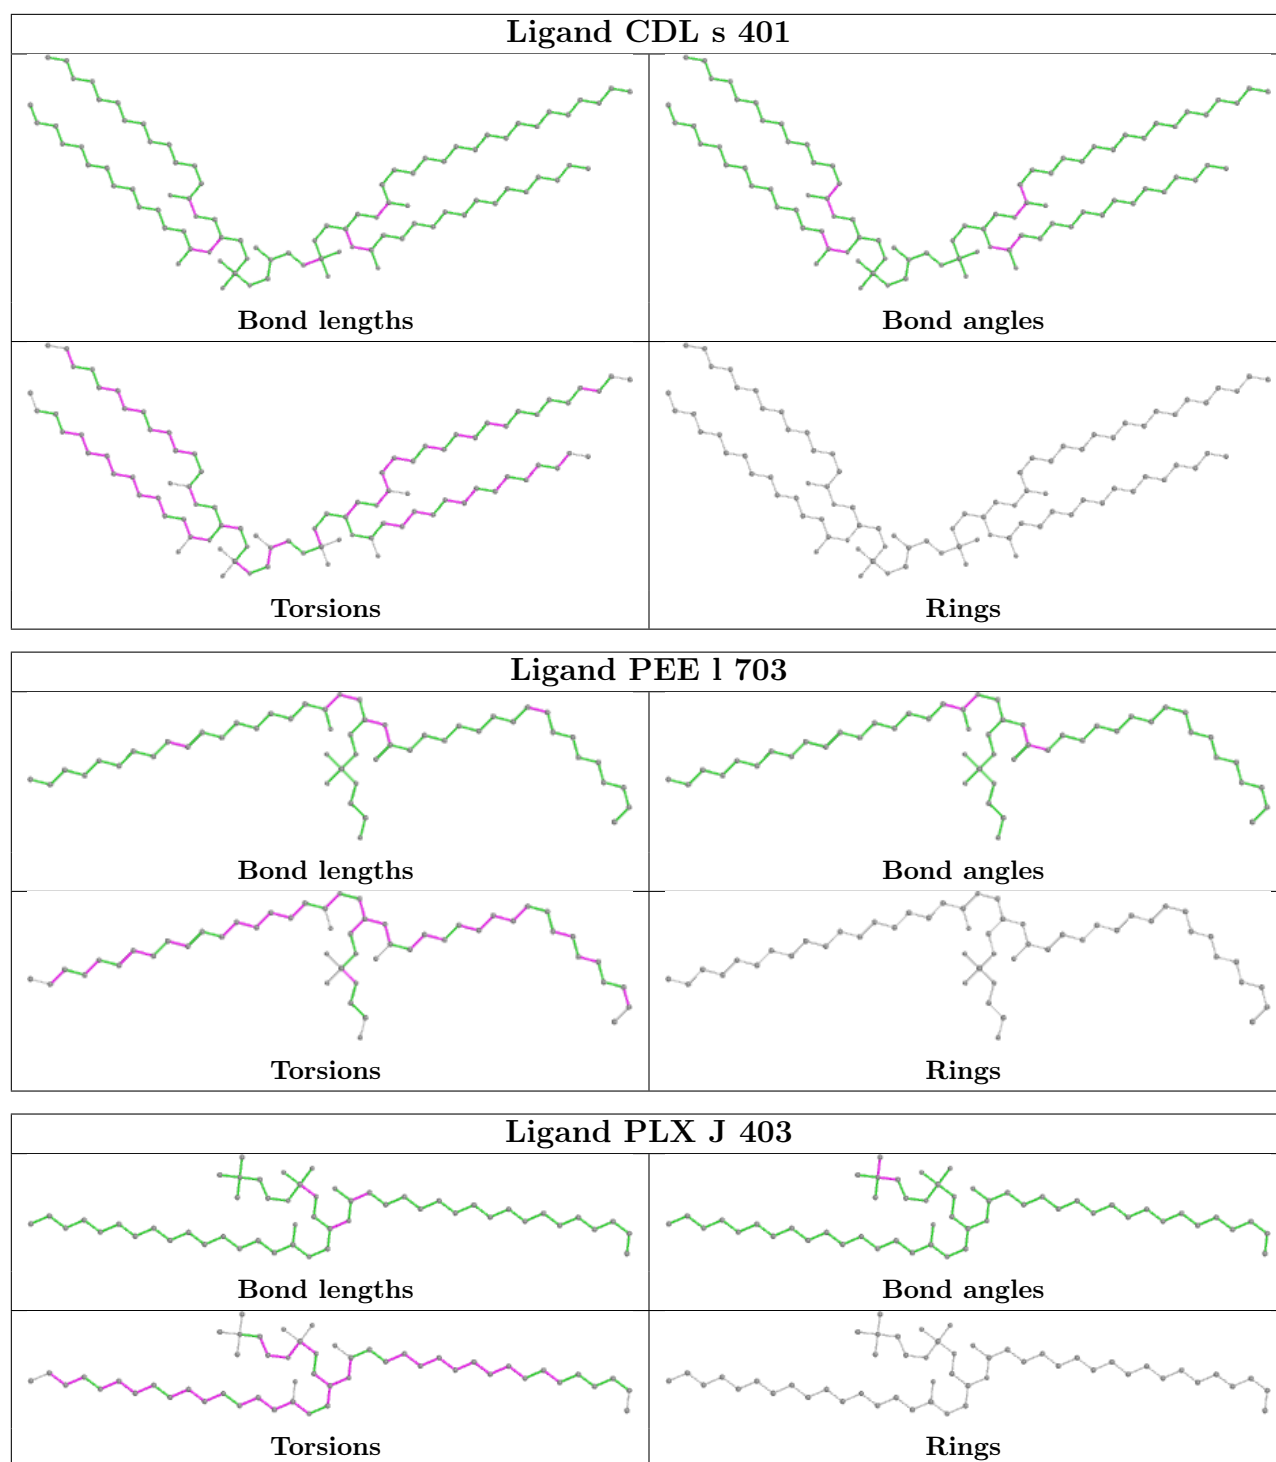 Ligand CDL s 401
Bond lengths
Bond angles
Torsions
Rings
Ligand PEE l 703
Bond lengths
Bond angles
Torsions
Rings
Ligand PLX J 403
Bond lengths
Bond angles
Torsions
Rings